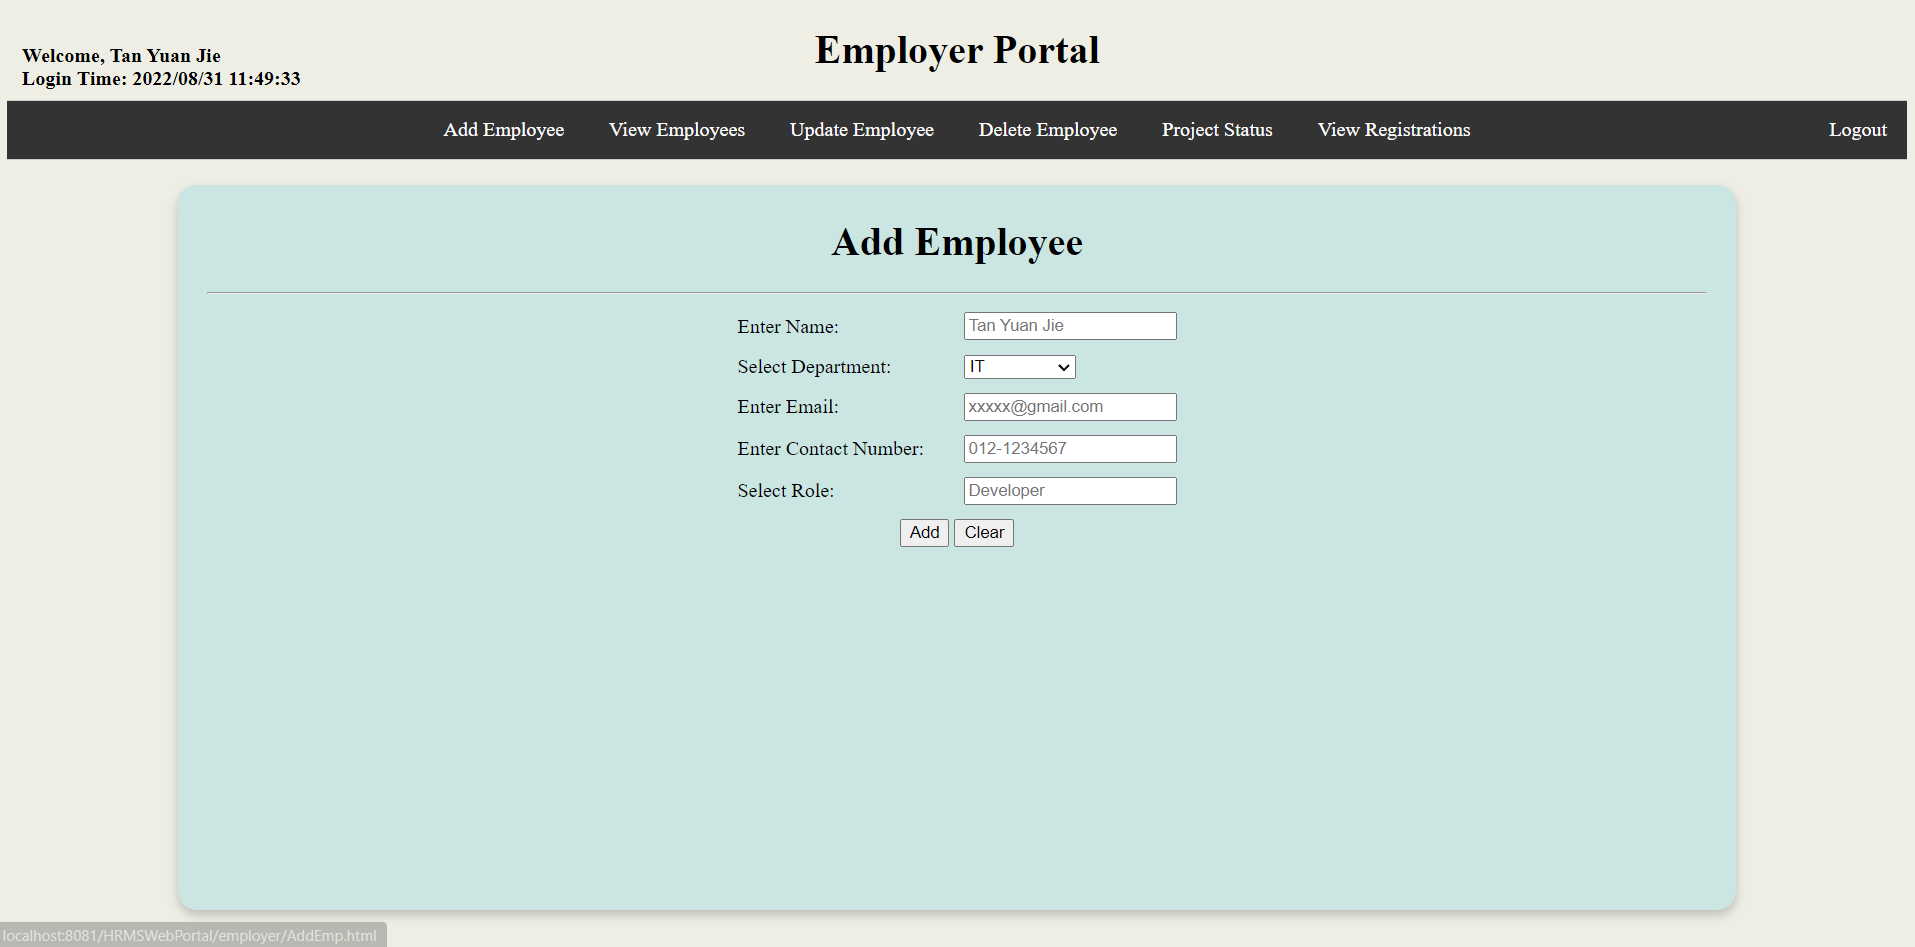 Welcome, Tan Yuan Jie
Login Time: 2022/08/31 11:49:33
Employer Portal
Add Employee View Employees Update Employee Delete Employee Project Status View Registrations Logout
Add Employee
Enter Name: Tan Yuan Jie
Select Department: IT
Enter Email: xxxxx@gmail.com
Enter Contact Number: 012-1234567
Select Role: Developer
Add Clear
localhost:8081/HRMSWebPortal/employer/AddEmp.html